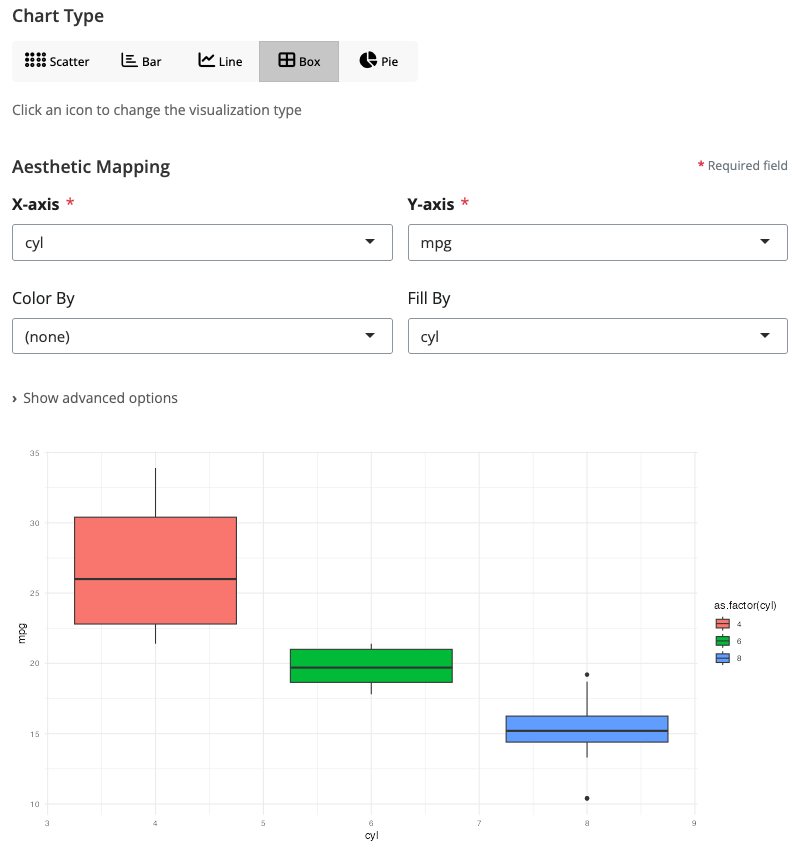 Chart Type
Scatter Bar Line Box Pie
Click an icon to change the visualization type
Aesthetic Mapping * Required field
X-axis * Y-axis *
cyl mpg
Color By Fill By
(none) cyl
› Show advanced options
35
30
25
20
15
10
mpg
3 4 5 6 7 8 9
cyl
as.factor(cyl)
4
6
8